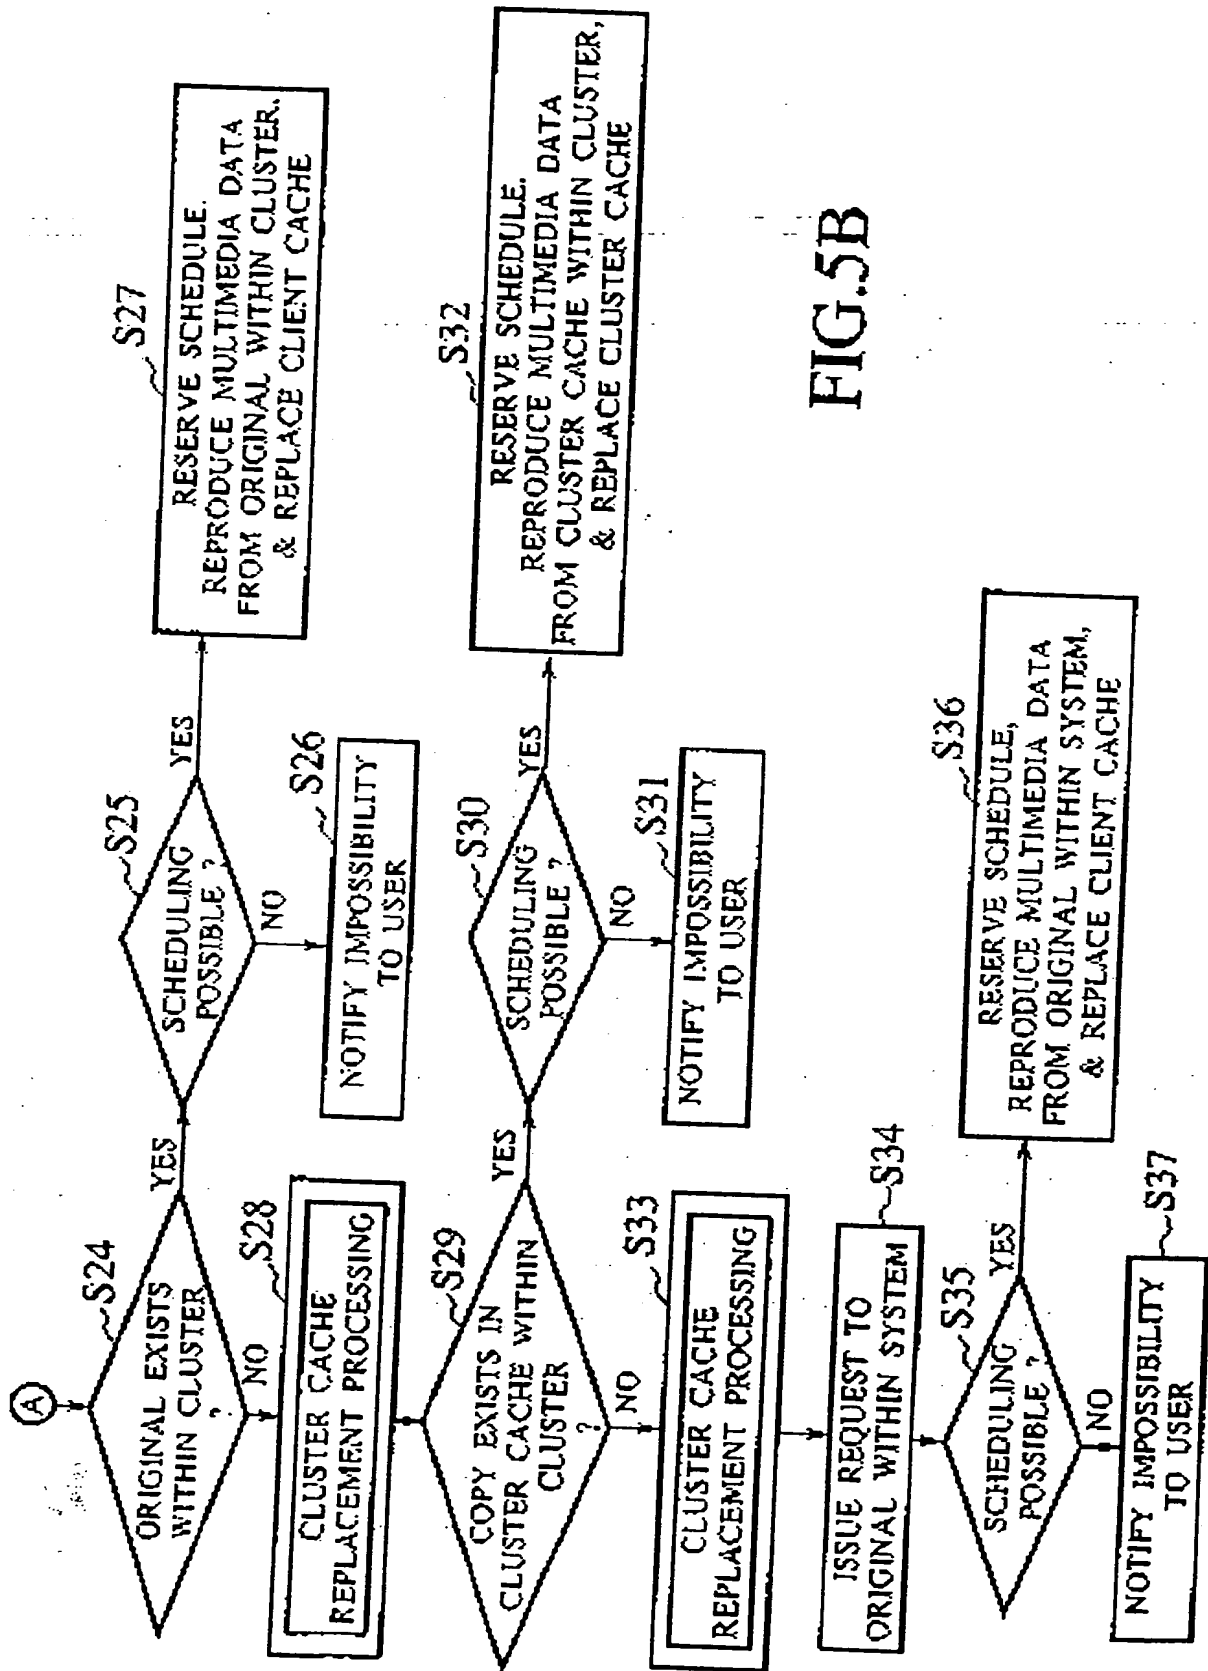 A
S24
ORIGINAL EXISTS
WITHIN CLUSTER
?
YES
NO
S25
SCHEDULING
POSSIBLE ?
YES
NO
S27
RESERVE SCHEDULE.
REPRODUCE MULTIMEDIA DATA
FROM ORIGINAL WITHIN CLUSTER.
& REPLACE CLIENT CACHE
S26
NOTIFY IMPOSSIBILITY
TO USER
S28
CLUSTER CACHE
REPLACEMENT PROCESSING
S29
COPY EXISTS IN
CLUSTER CACHE WITHIN
CLUSTER
?
YES
NO
S30
SCHEDULING
POSSIBLE ?
YES
NO
S32
RESERVE SCHEDULE.
REPRODUCE MULTIMEDIA DATA
FROM CLUSTER CACHE WITHIN CLUSTER,
& REPLACE CLUSTER CACHE
S31
NOTIFY IMPOSSIBILITY
TO USER
S33
CLUSTER CACHE
REPLACEMENT PROCESSING
S34
ISSUE REQUEST TO
ORIGINAL WITHIN SYSTEM
S35
SCHEDULING
POSSIBLE ?
YES
NO
S36
RESERVE SCHEDULE,
REPRODUCE MULTIMEDIA DATA
FROM ORIGINAL WITHIN SYSTEM,
& REPLACE CLIENT CACHE
S37
NOTIFY IMPOSSIBILITY
TO USER
FIG.5B